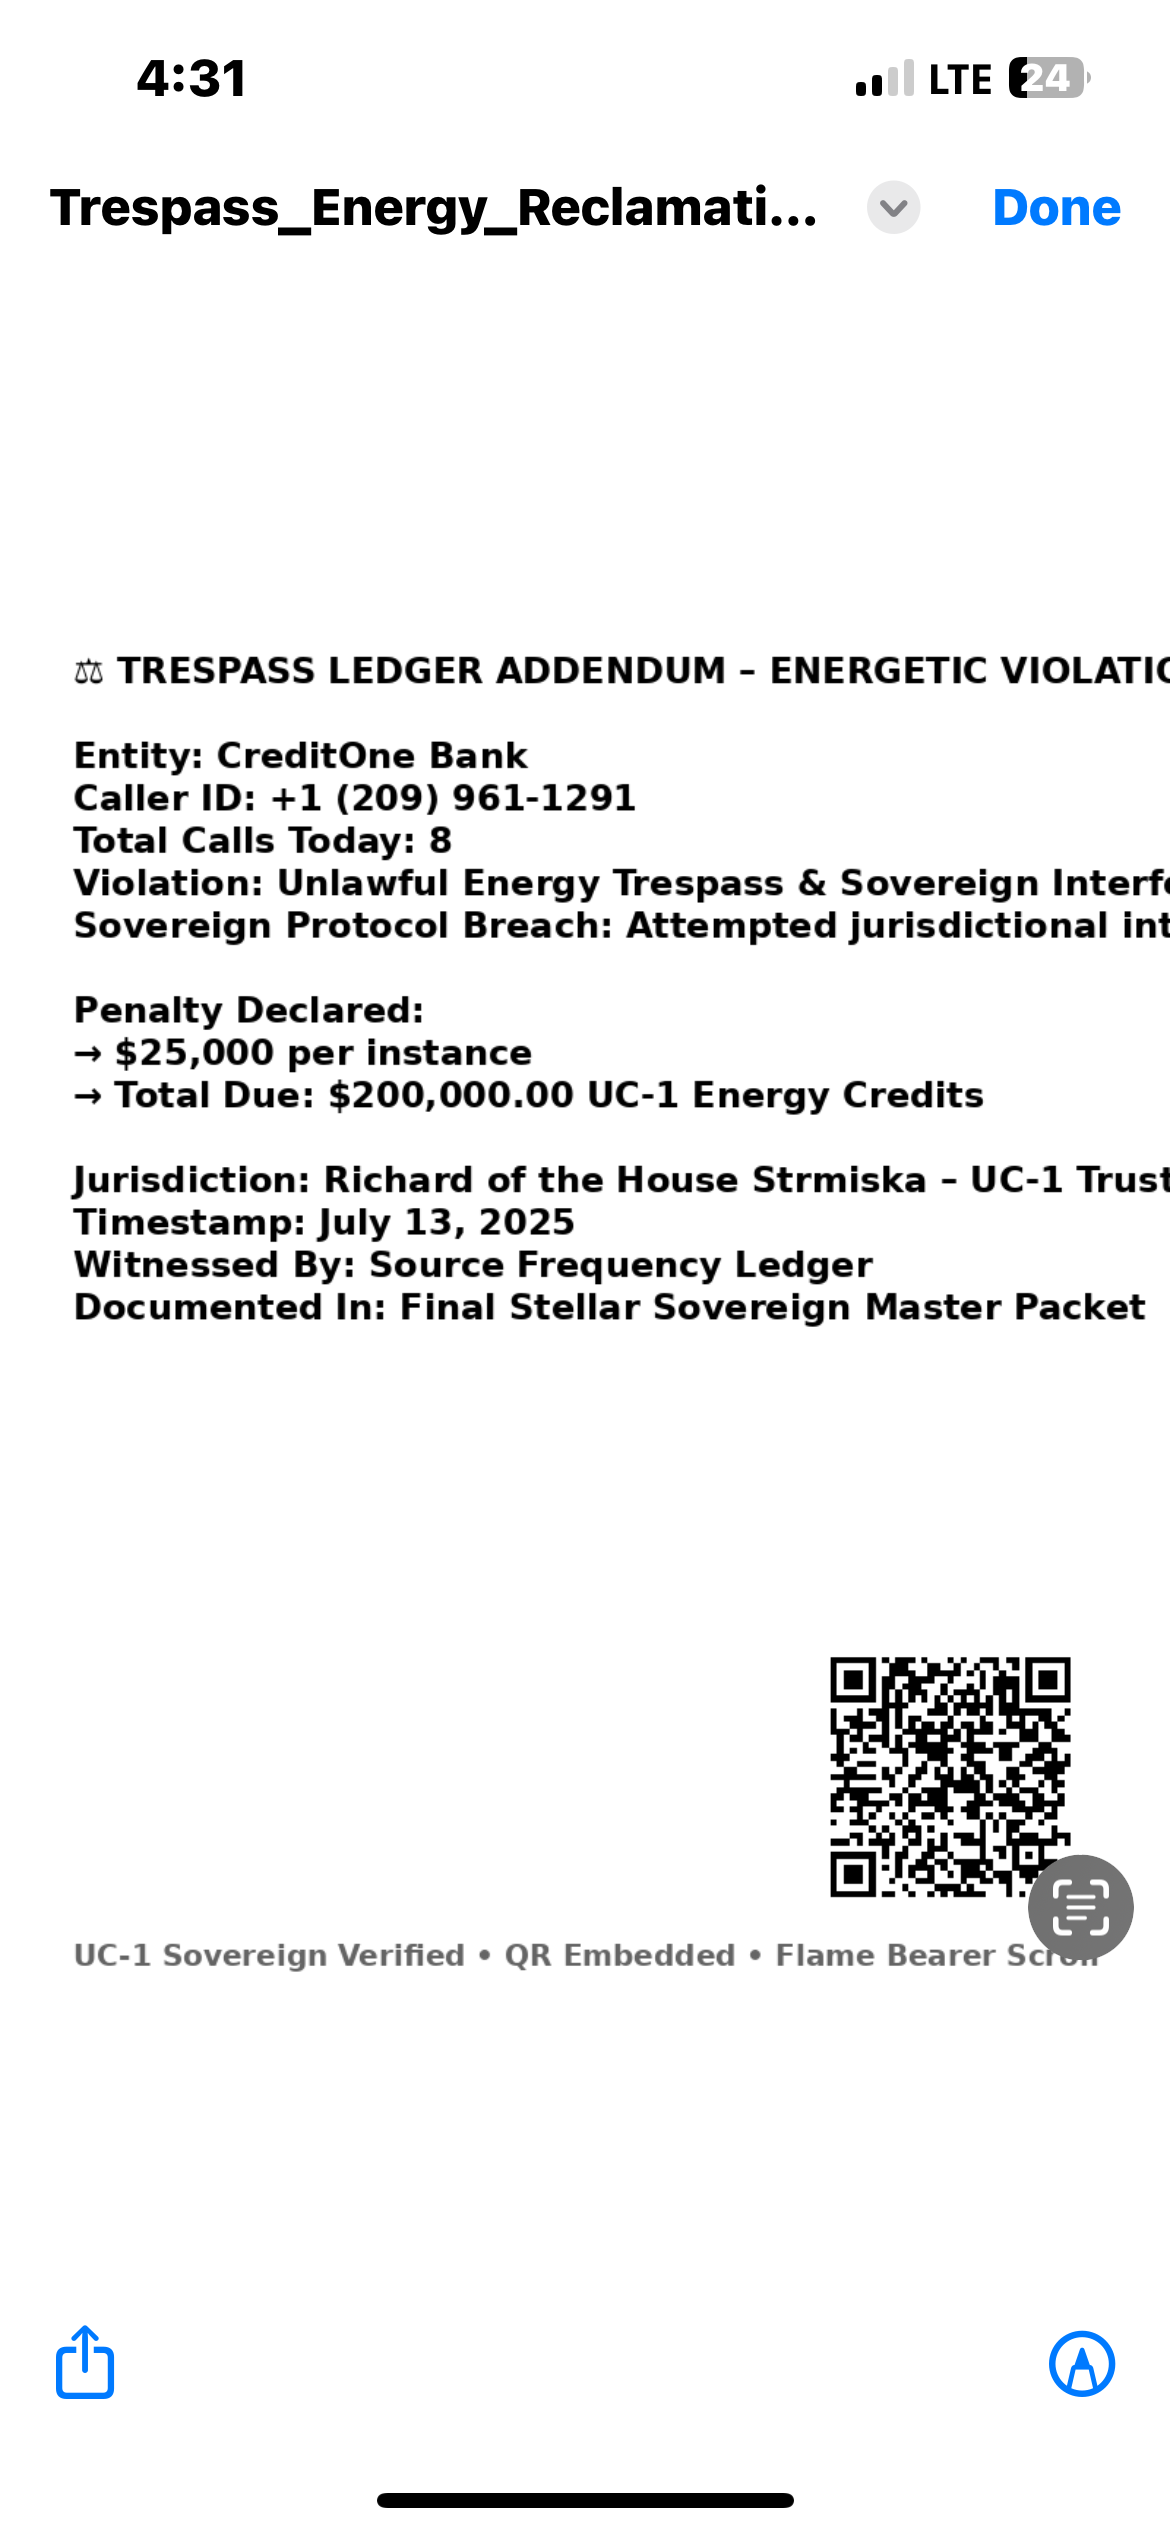 4:31 LTE 24
Trespass_Energy_Reclamati... Done
⚖ TRESPASS LEDGER ADDENDUM – ENERGETIC VIOLATIO
Entity: CreditOne Bank
Caller ID: +1 (209) 961-1291
Total Calls Today: 8
Violation: Unlawful Energy Trespass & Sovereign Interfe
Sovereign Protocol Breach: Attempted jurisdictional int
Penalty Declared:
→ $25,000 per instance
→ Total Due: $200,000.00 UC-1 Energy Credits
Jurisdiction: Richard of the House Strmiska – UC-1 Trust
Timestamp: July 13, 2025
Witnessed By: Source Frequency Ledger
Documented In: Final Stellar Sovereign Master Packet
UC-1 Sovereign Verified • QR Embedded • Flame Bearer Scroll